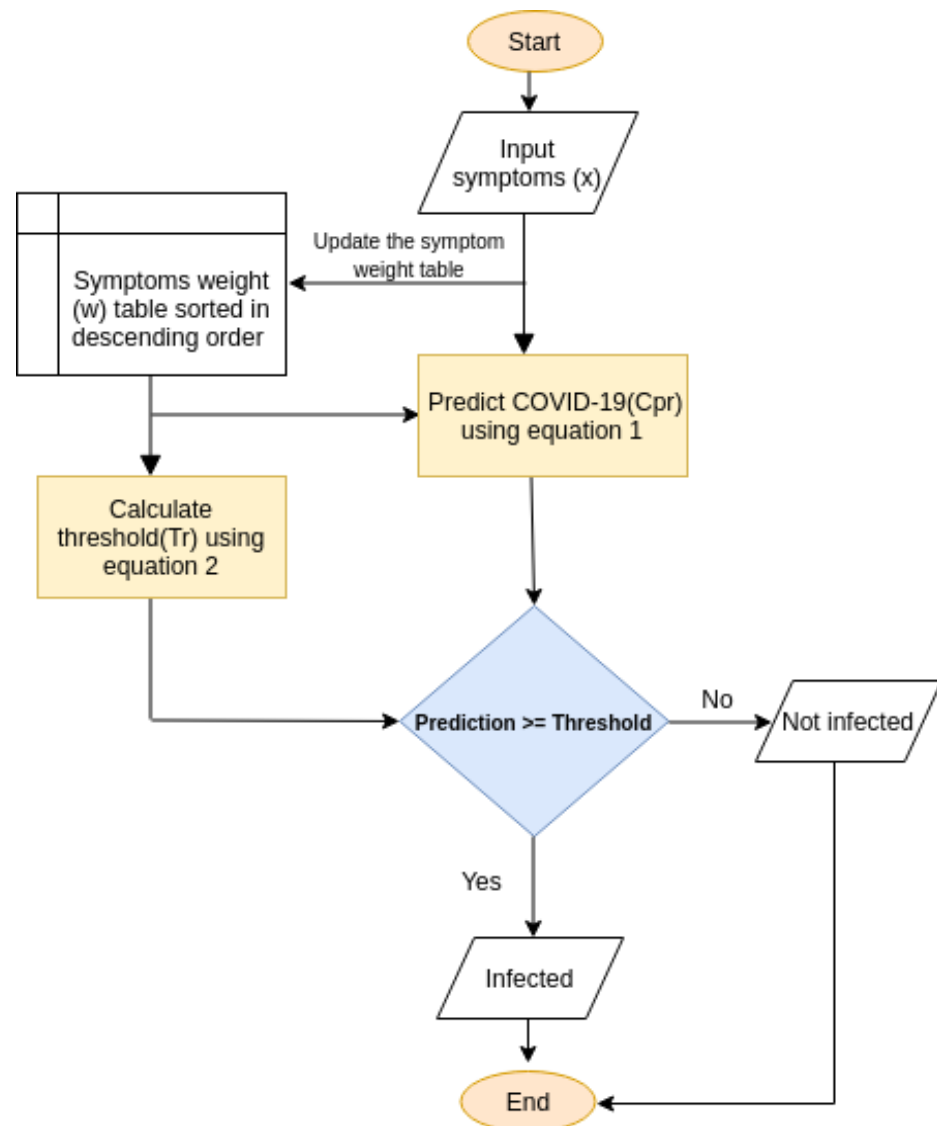 Start
Input
symptoms (x)
Update the symptom
weight table
Symptoms weight
(w) table sorted in
descending order
Predict COVID-19(Cpr)
using equation 1
Calculate
threshold(Tr) using
equation 2
Prediction >= Threshold
No
Not infected
Yes
Infected
End